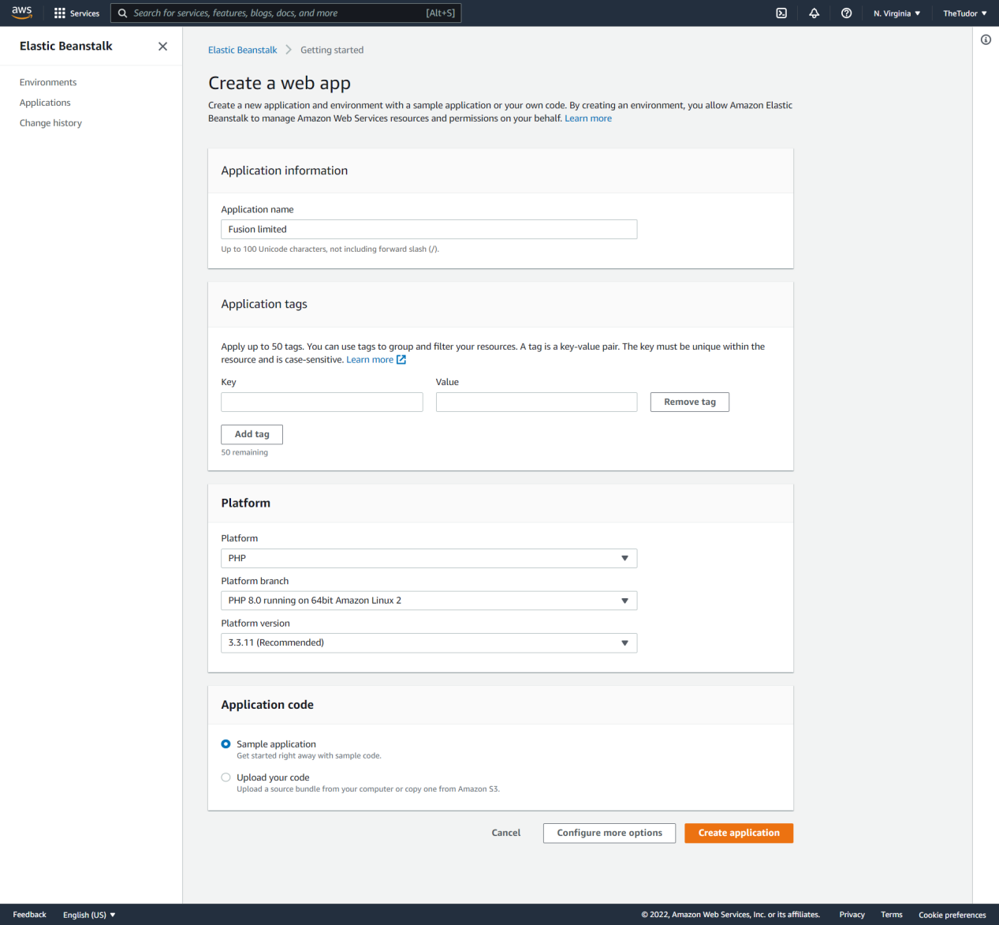 aws
Services
Search for services, features, blogs, docs, and more
[Alt+S]
N. Virginia
TheTudor
Elastic Beanstalk
Environments
Applications
Change history
Elastic Beanstalk
Getting started
Create a web app
Create a new application and environment with a sample application or your own code. By creating an environment, you allow Amazon Elastic
Beanstalk to manage Amazon Web Services resources and permissions on your behalf. Learn more
Application information
Application name
Fusion limited
Up to 100 Unicode characters, not including forward slash (/).
Application tags
Apply up to 50 tags. You can use tags to group and filter your resources. A tag is a key-value pair. The key must be unique within the
resource and is case-sensitive. Learn more
Key
Value
Remove tag
Add tag
50 remaining
Platform
Platform
PHP
Platform branch
PHP 8.0 running on 64bit Amazon Linux 2
Platform version
3.3.11 (Recommended)
Application code
Sample application
Get started right away with sample code.
Upload your code
Upload a source bundle from your computer or copy one from Amazon S3.
Cancel
Configure more options
Create application
Feedback
English (US)
© 2022, Amazon Web Services, Inc. or its affiliates.
Privacy
Terms
Cookie preferences